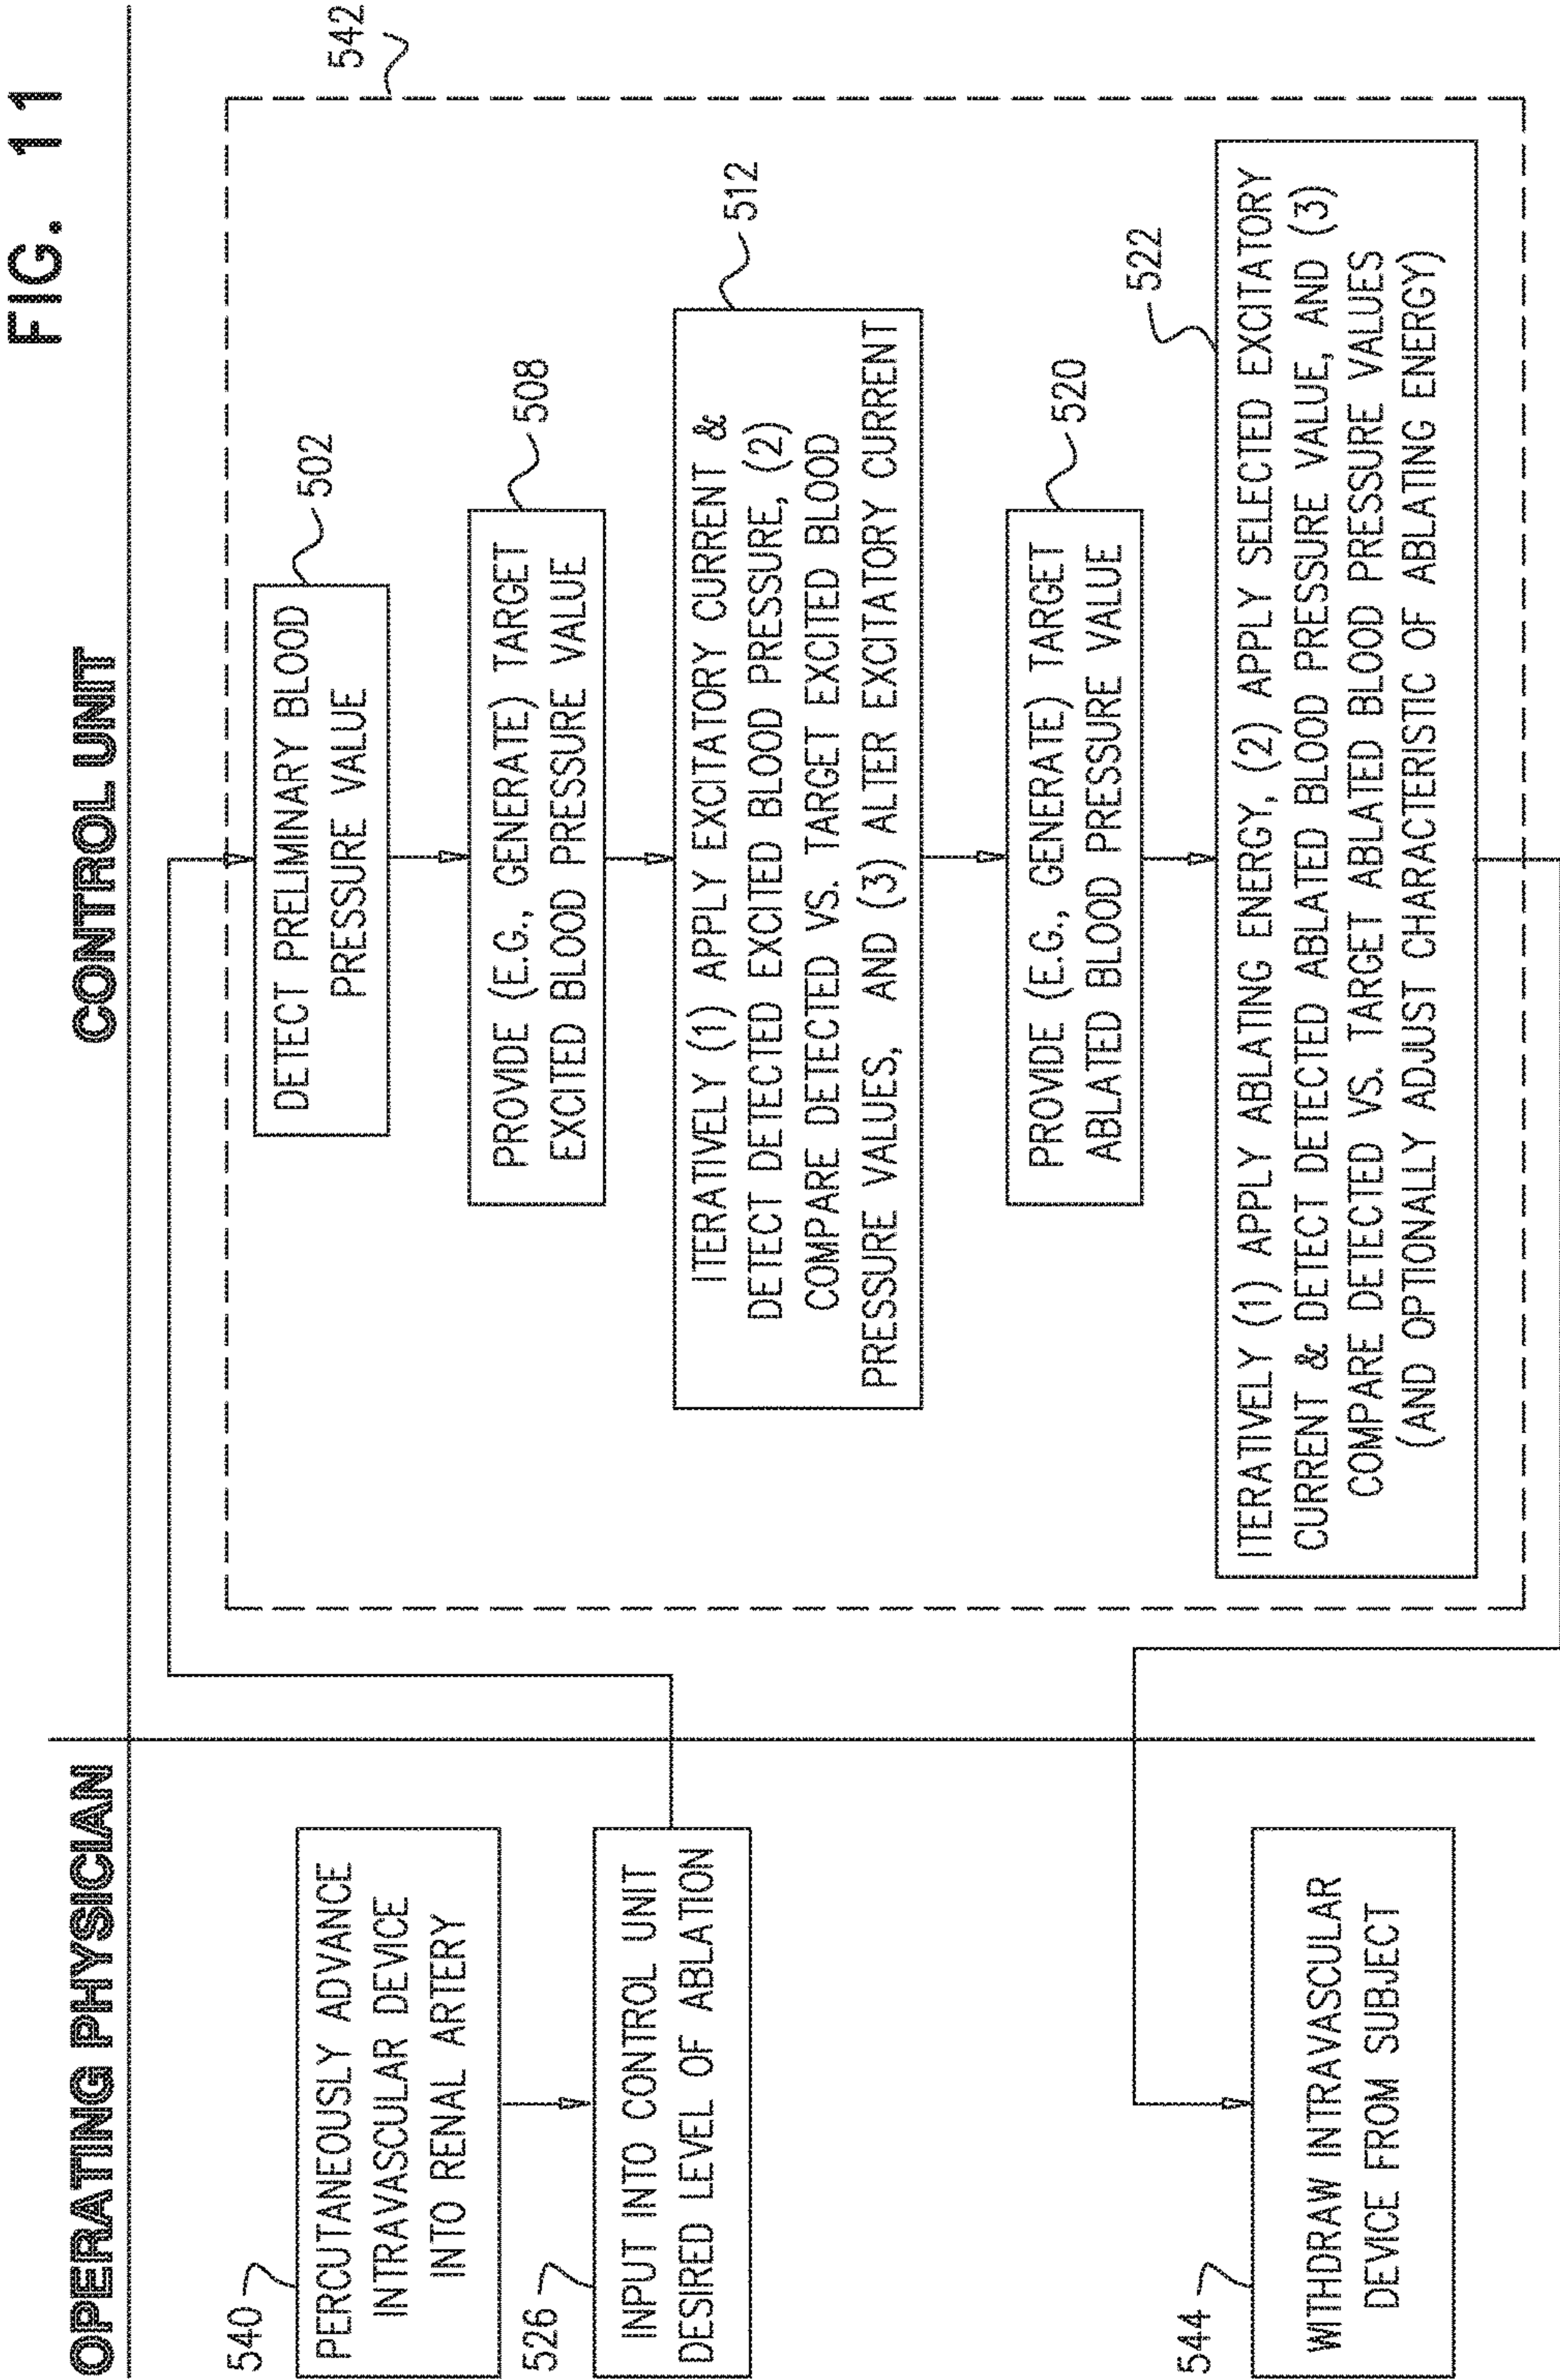 FIG. 11
OPERATING PHYSICIAN
CONTROL UNIT
540
PERCUTANEOUSLY ADVANCE
INTRAVASCULAR DEVICE
INTO RENAL ARTERY
526
INPUT INTO CONTROL UNIT
DESIRED LEVEL OF ABLATION
542
502
DETECT PRELIMINARY BLOOD
PRESSURE VALUE
508
PROVIDE (E.G., GENERATE) TARGET
EXCITED BLOOD PRESSURE VALUE
512
ITERATIVELY (1) APPLY EXCITATORY CURRENT &
DETECT DETECTED EXCITED BLOOD PRESSURE, (2)
COMPARE DETECTED VS. TARGET EXCITED BLOOD
PRESSURE VALUES, AND (3) ALTER EXCITATORY CURRENT
520
PROVIDE (E.G., GENERATE) TARGET
ABLATED BLOOD PRESSURE VALUE
522
ITERATIVELY (1) APPLY ABLATING ENERGY, (2) APPLY SELECTED EXCITATORY
CURRENT & DETECT DETECTED ABLATED BLOOD PRESSURE VALUE, AND (3)
COMPARE DETECTED VS. TARGET ABLATED BLOOD PRESSURE VALUES
(AND OPTIONALLY ADJUST CHARACTERISTIC OF ABLATING ENERGY)
544
WITHDRAW INTRAVASCULAR
DEVICE FROM SUBJECT